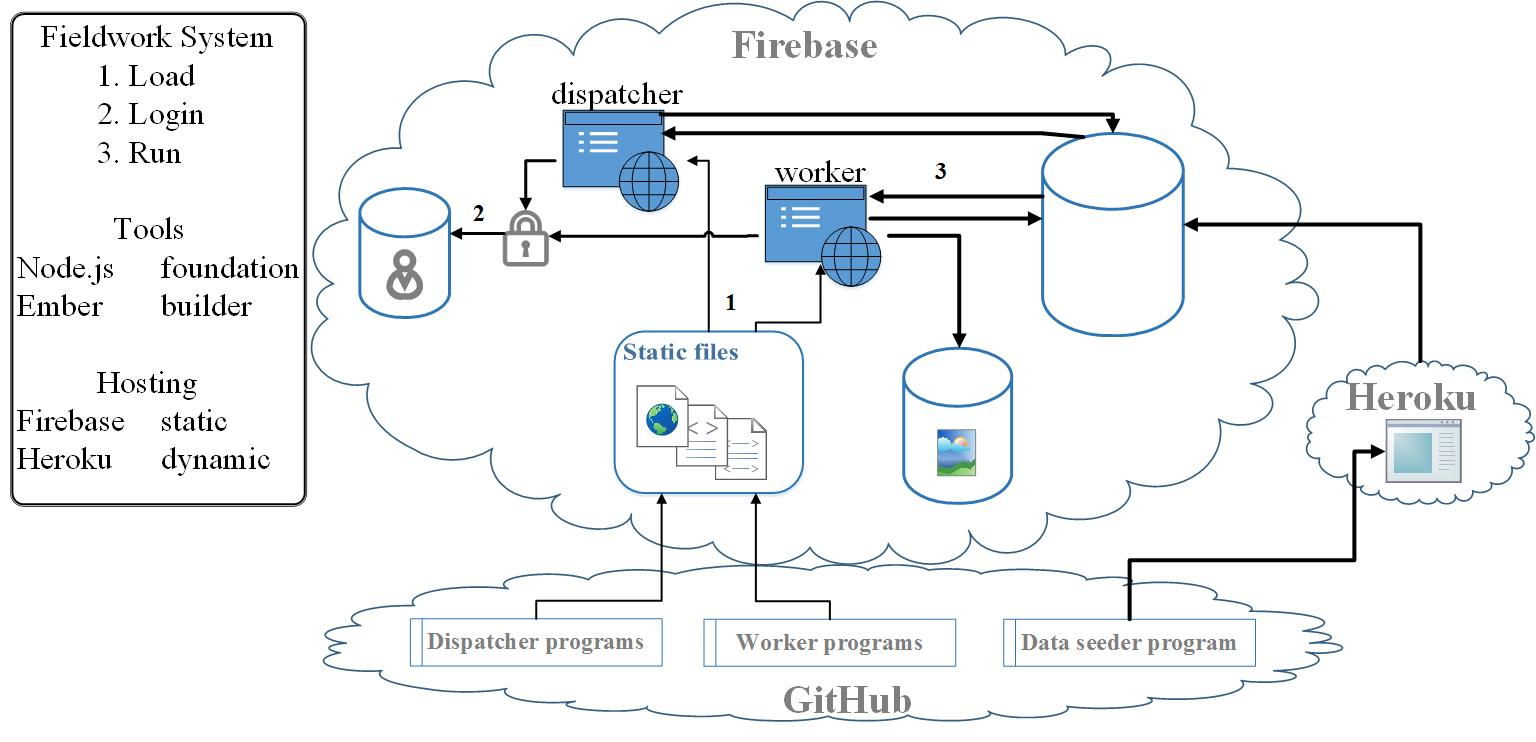 Fieldwork System
1. Load
2. Login
3. Run
Tools
Node.js foundation
Ember builder
Hosting
Firebase static
Heroku dynamic
Firebase
dispatcher
worker
3
2
1
Static files
Heroku
Dispatcher programs
Worker programs
Data seeder program
GitHub